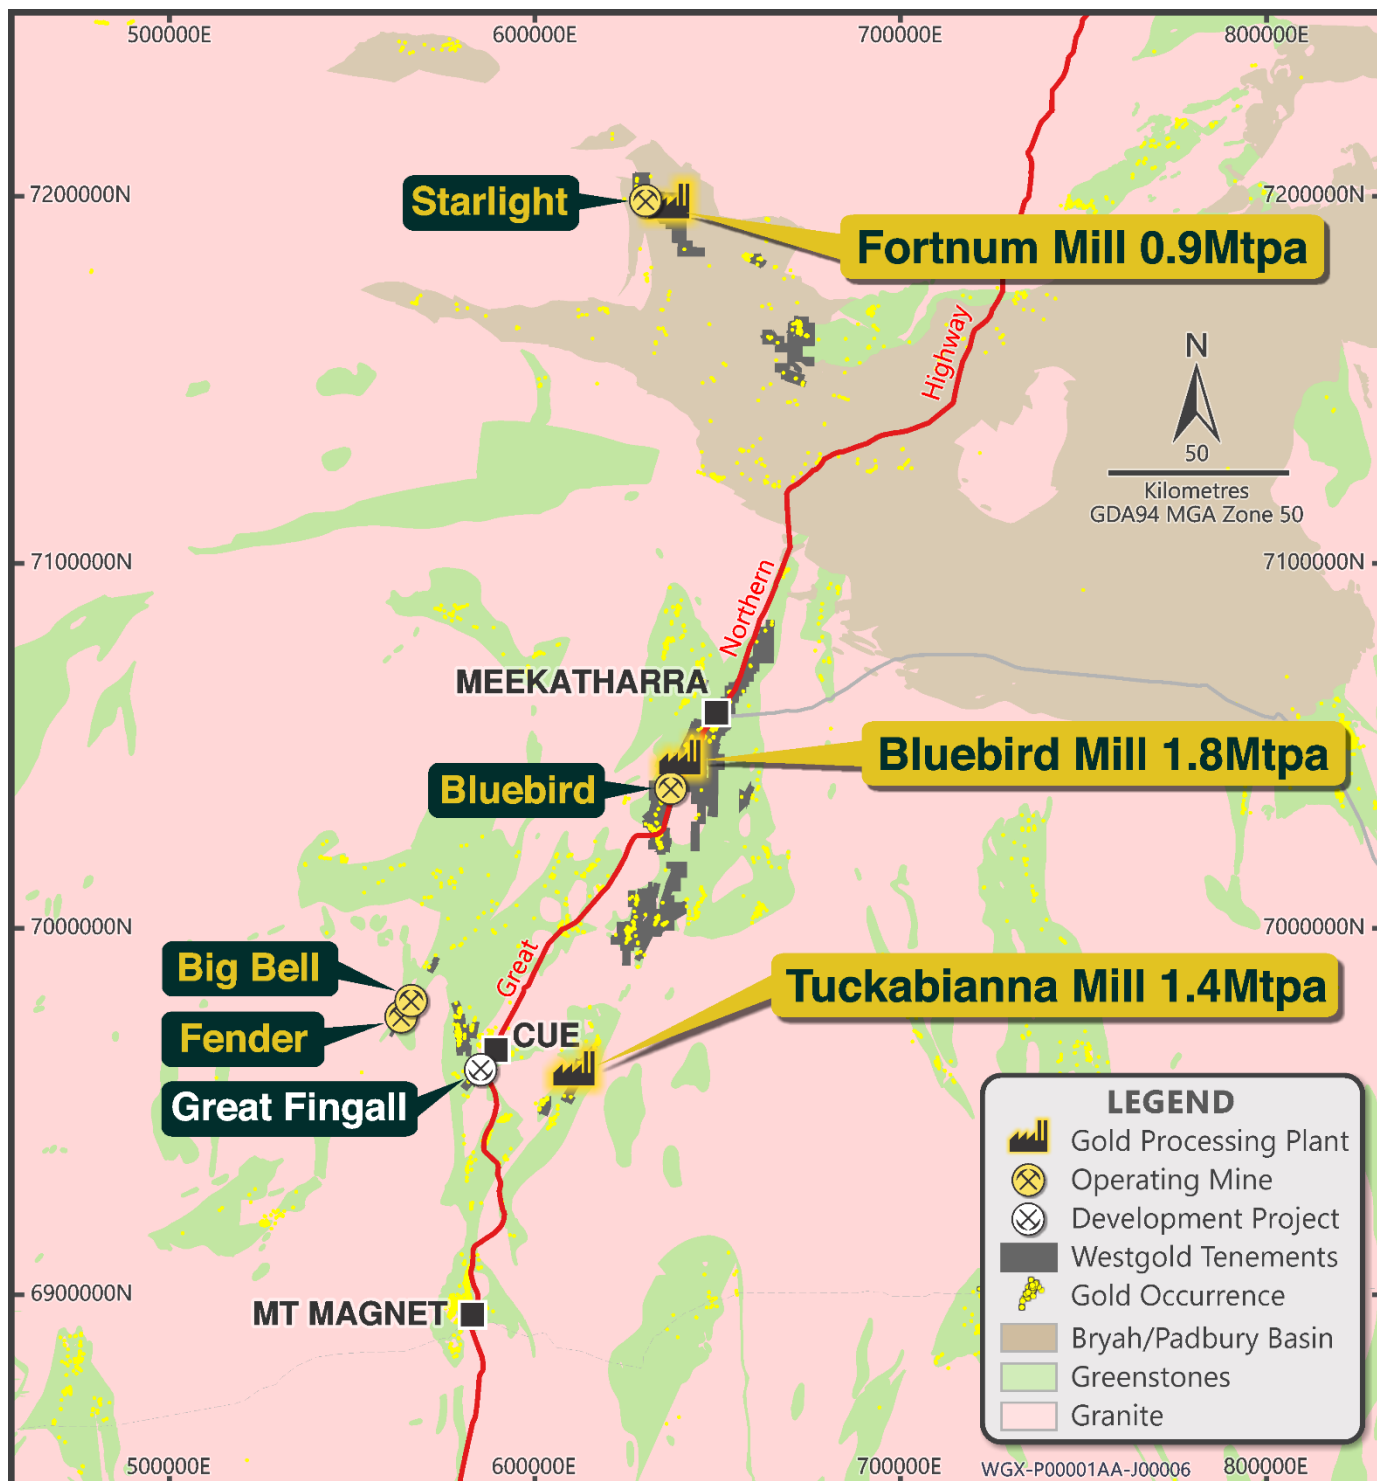 500000E
600000E
700000E
800000E
7200000N
7200000N
Starlight
Fortnum Mill 0.9Mtpa
Highway
N
50
Kilometres
GDA94 MGA Zone 50
7100000N
7100000N
Northern
MEEKATHARRA
Bluebird Mill 1.8Mtpa
Bluebird
7000000N
7000000N
Great
Big Bell
Tuckabianna Mill 1.4Mtpa
Fender
CUE
Great Fingall
LEGEND
Gold Processing Plant
Operating Mine
Development Project
Westgold Tenements
Gold Occurrence
Bryah/Padbury Basin
Greenstones
Granite
6900000N
MT MAGNET
500000E
600000E
700000E
800000E
WGX-P00001AA-J00006